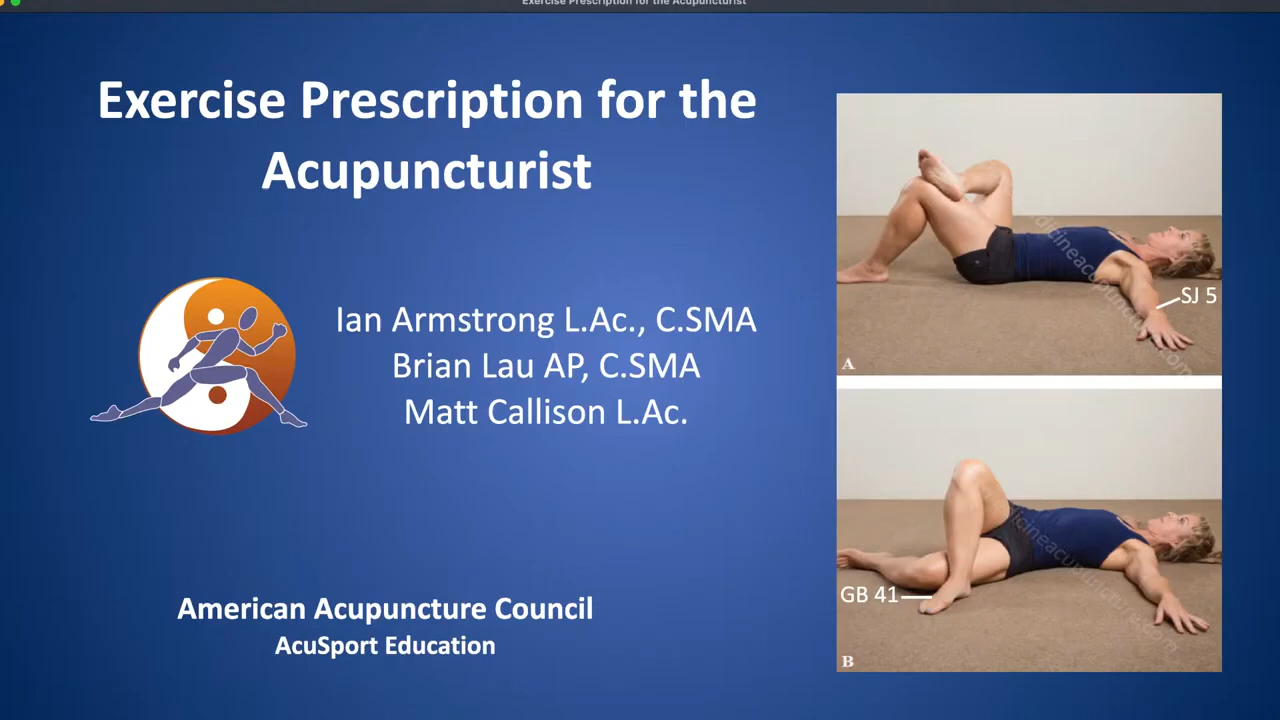 Exercise Prescription for the Acupuncturist
Exercise Prescription for the
Acupuncturist
Ian Armstrong L.Ac., C.SMA
Brian Lau AP, C.SMA
Matt Callison L.Ac.
American Acupuncture Council
AcuSport Education
SJ 5
A
GB 41
B